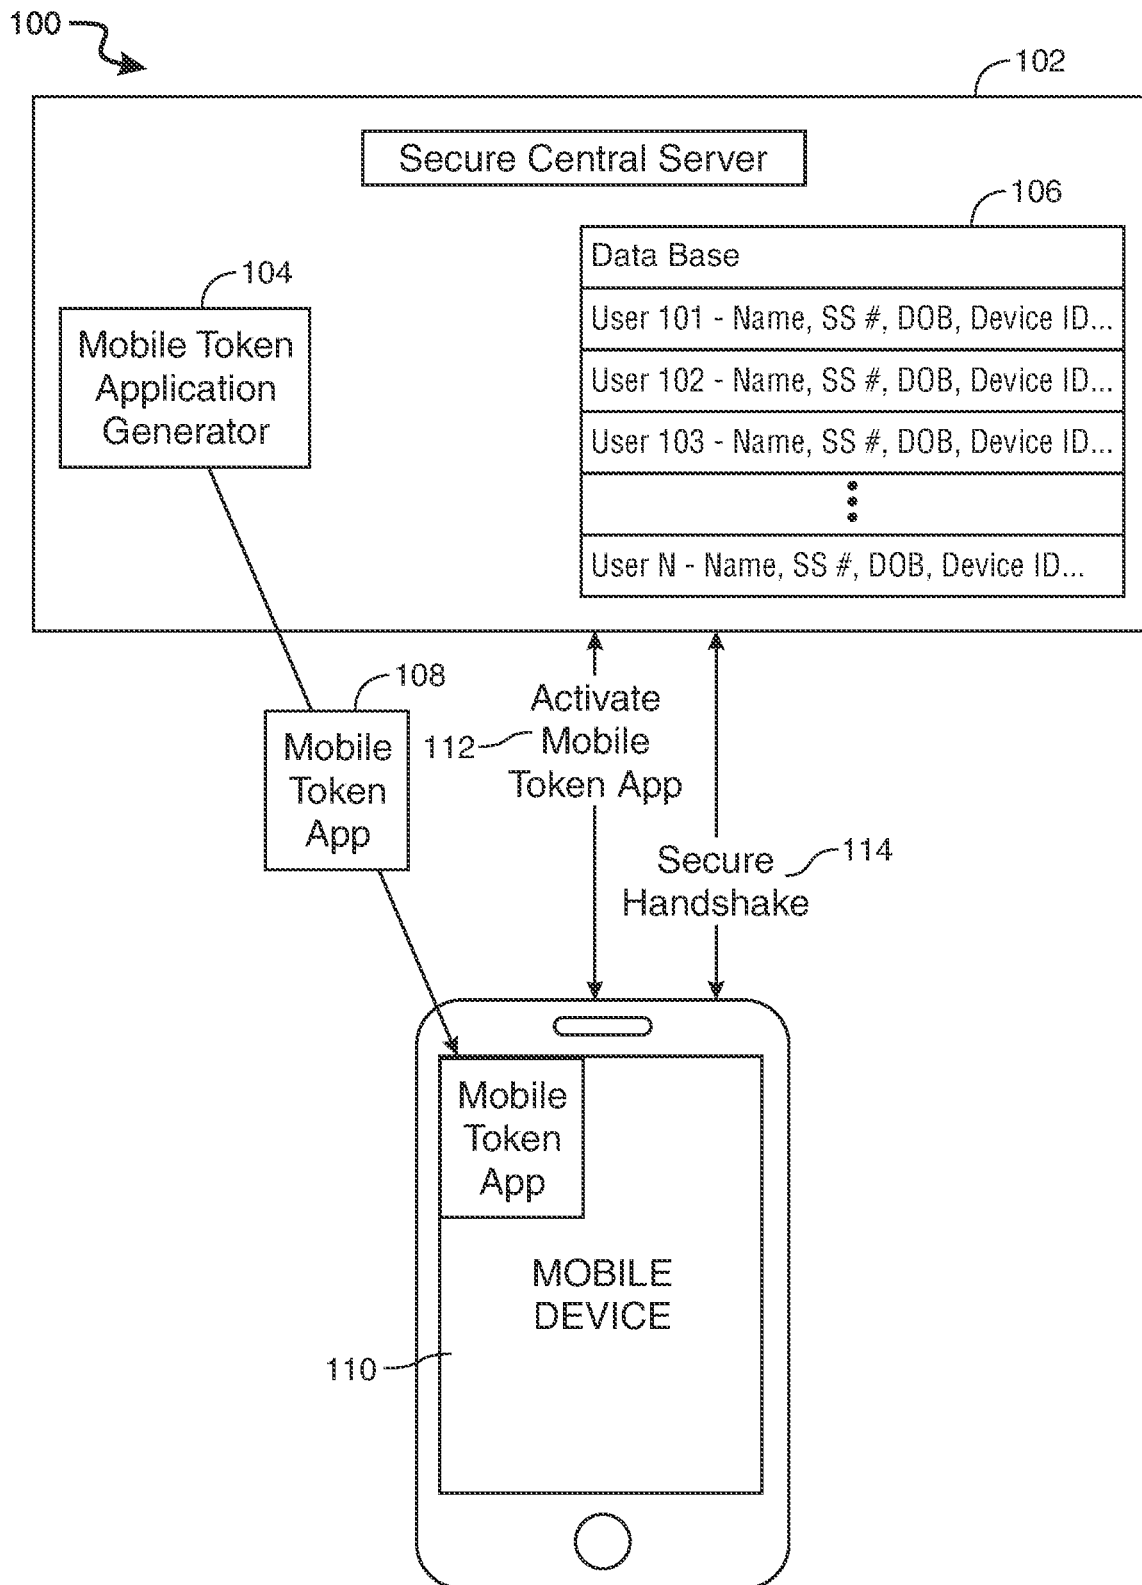 100
102
Secure Central Server
106
Data Base
104
User 101 - Name, SS #, DOB, Device ID...
Mobile Token
Application
Generator
User 102 - Name, SS #, DOB, Device ID...
User 103 - Name, SS #, DOB, Device ID...
User N - Name, SS #, DOB, Device ID...
108
Mobile
Token
App
112
Activate
Mobile
Token App
Secure
Handshake
114
Mobile
Token
App
MOBILE
DEVICE
110